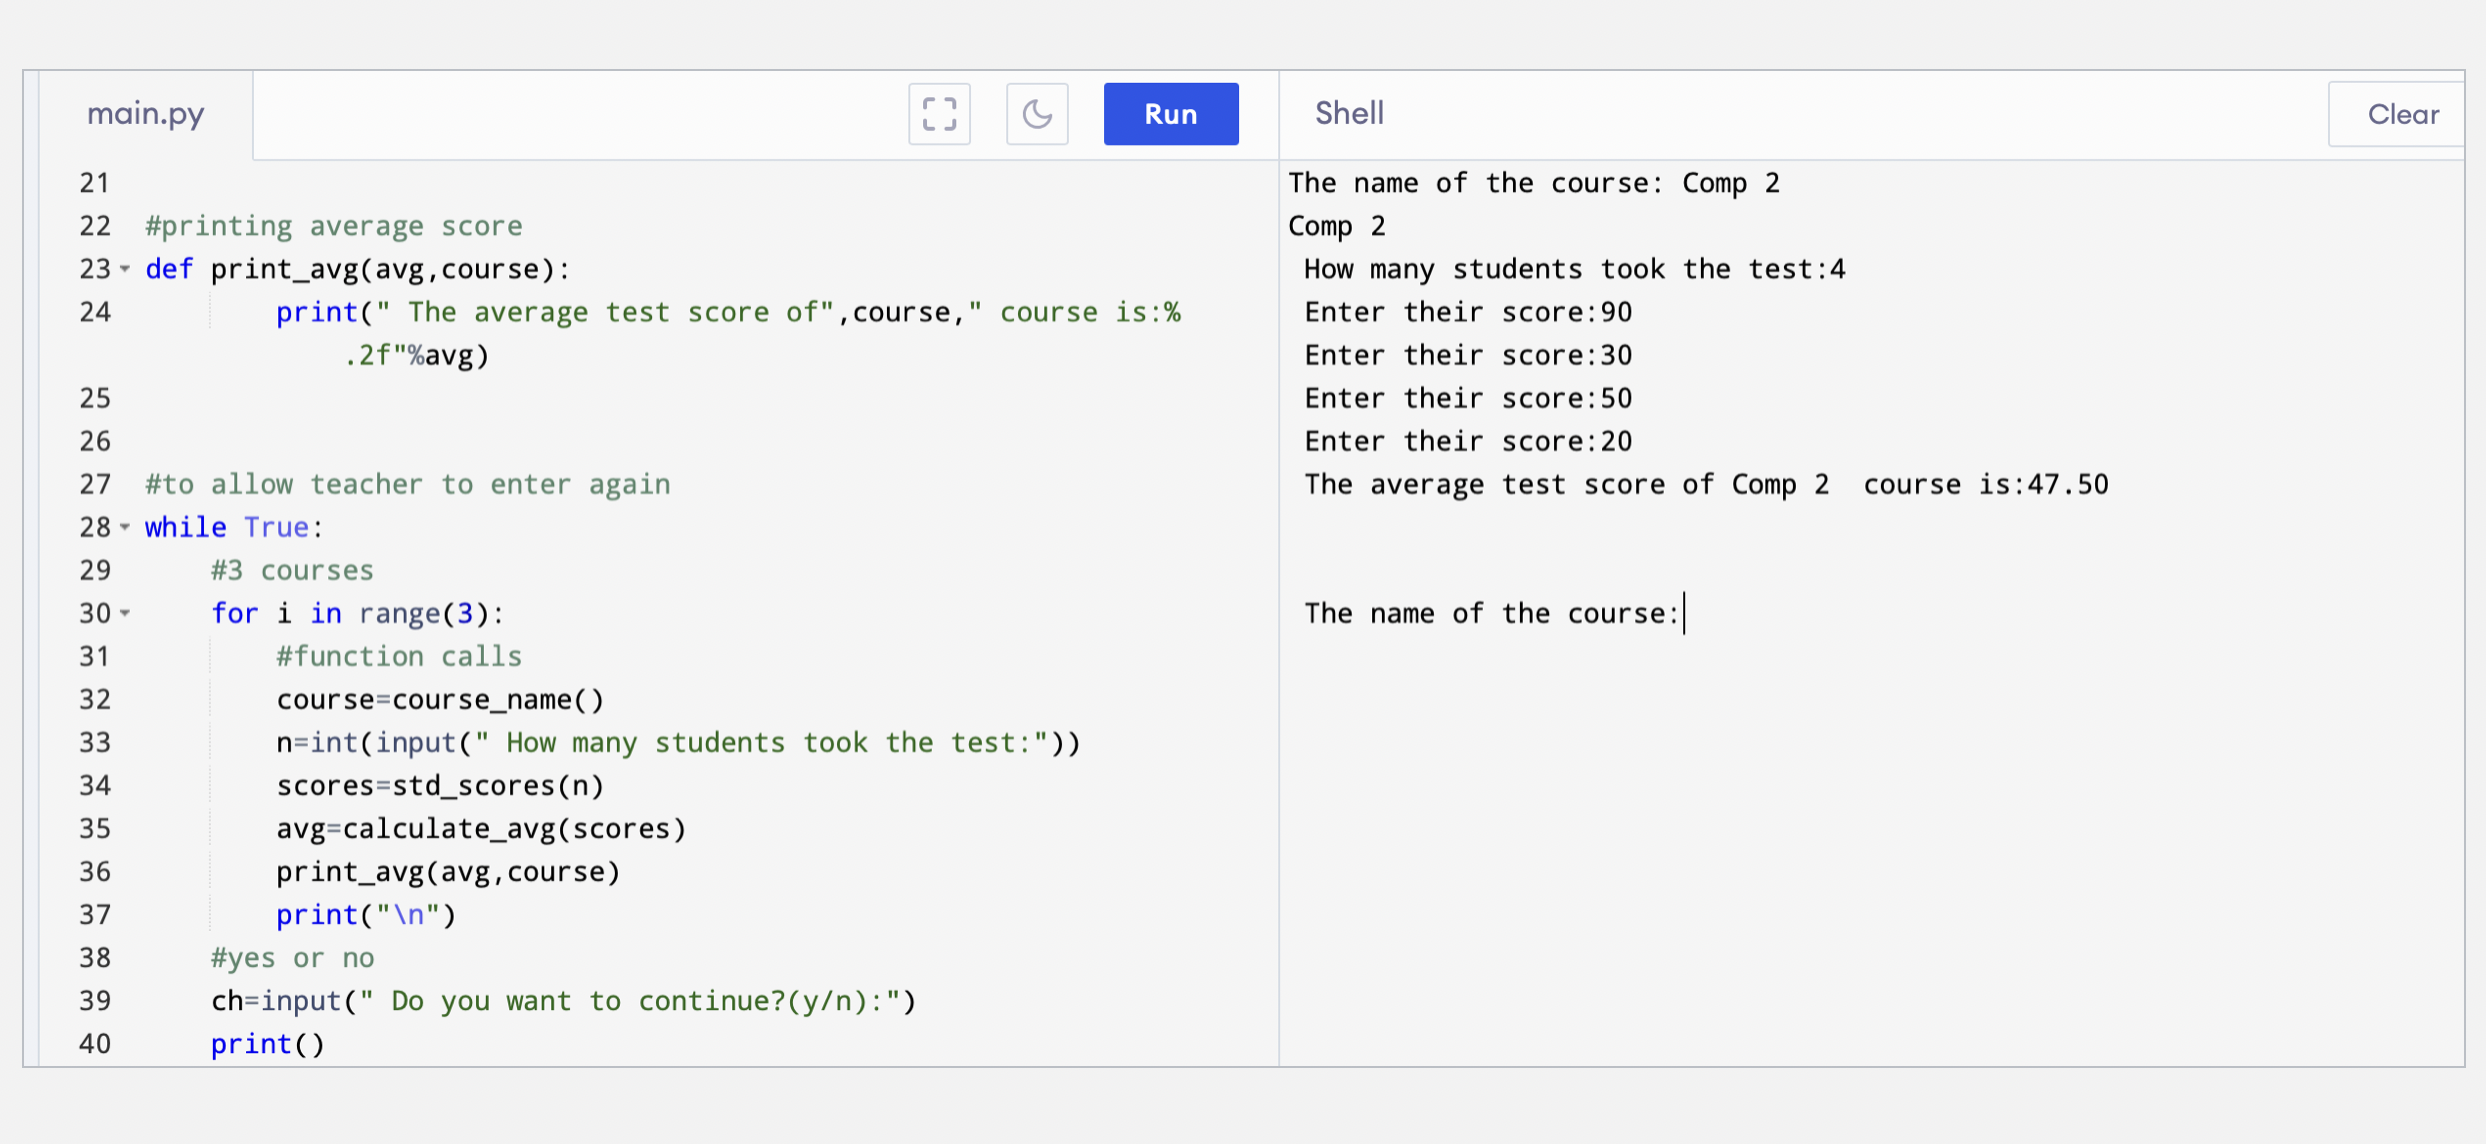 main.py
Run
21
22 #printing average score
23 def print_avg(avg,course):
24 print(" The average test score of",course," course is:%
.2f"%avg)
25
26
27 #to allow teacher to enter again
28 while True:
29 #3 courses
30 for i in range(3):
31 #function calls
32 course=course_name()
33 n=int(input(" How many students took the test:"))
34 scores=std_scores(n)
35 avg=calculate_avg(scores)
36 print_avg(avg,course)
37 print("\n")
38 #yes or no
39 ch=input(" Do you want to continue?(y/n):")
40 print()
Shell
Clear
The name of the course: Comp 2
Comp 2
How many students took the test:4
Enter their score:90
Enter their score:30
Enter their score:50
Enter their score:20
The average test score of Comp 2  course is:47.50
The name of the course: